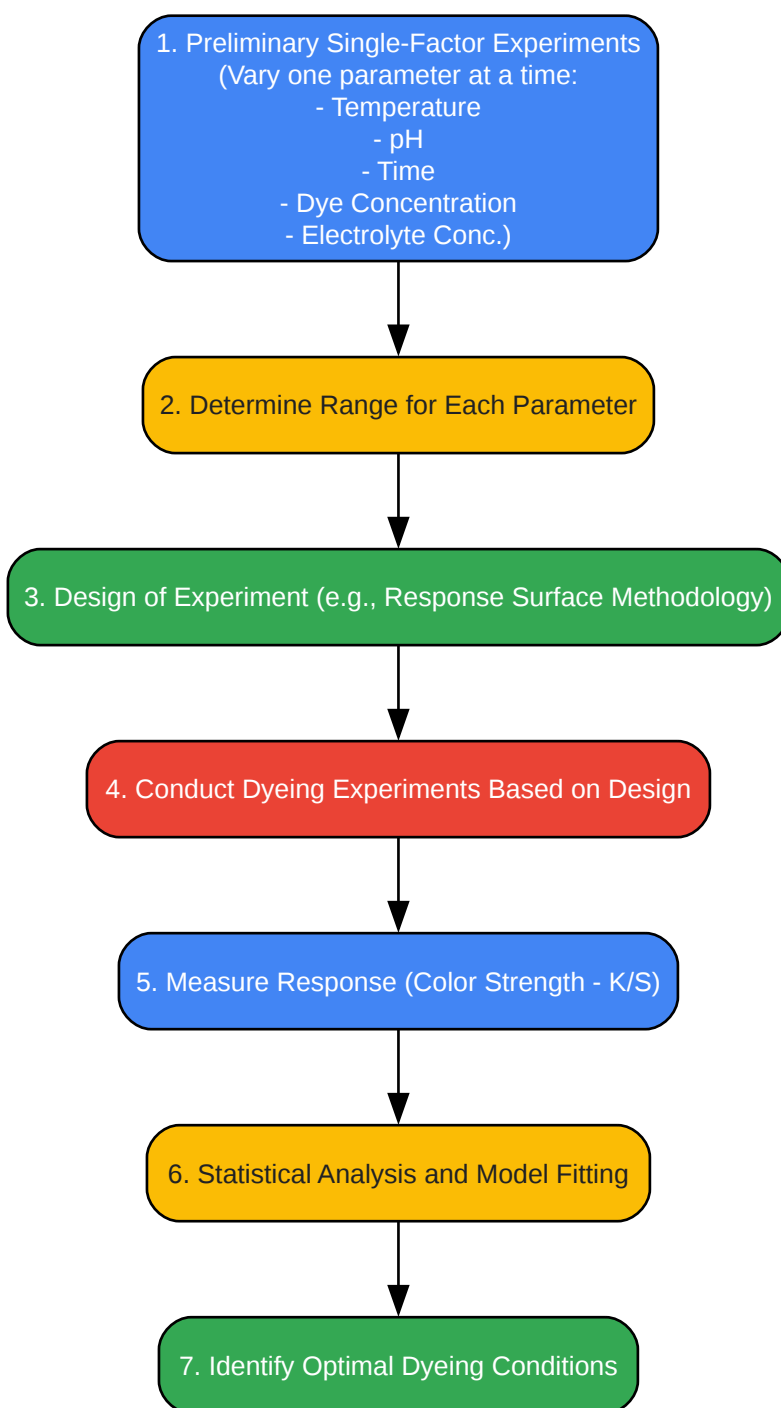 1. Preliminary Single-Factor Experiments
(Vary one parameter at a time:
- Temperature
- pH
- Time
- Dye Concentration
- Electrolyte Conc.)
2. Determine Range for Each Parameter
3. Design of Experiment (e.g., Response Surface Methodology)
4. Conduct Dyeing Experiments Based on Design
5. Measure Response (Color Strength - K/S)
6. Statistical Analysis and Model Fitting
7. Identify Optimal Dyeing Conditions